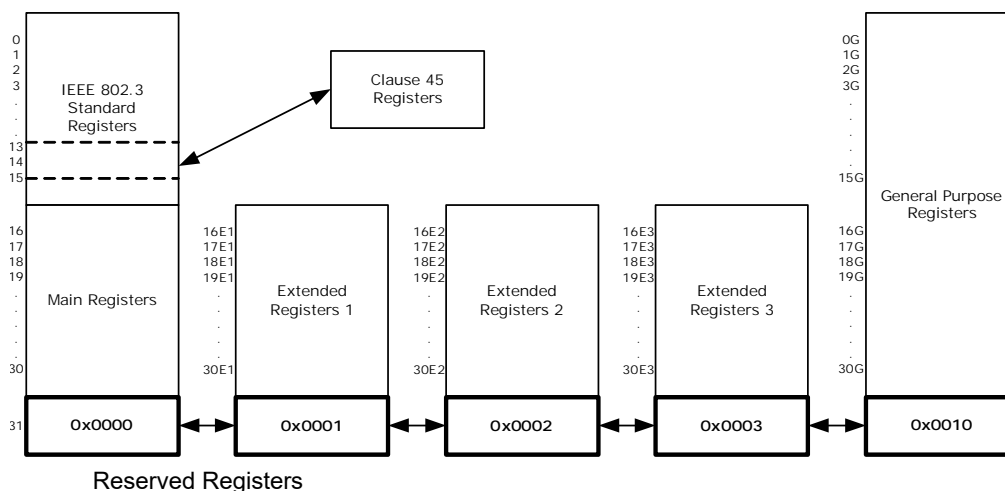 0
1
2
3
.
.
.
13
14
15
IEEE 802.3
Standard
Registers
Clause 45
Registers
16
17
18
19
.
.
.
.
.
30
Main Registers
16E1
17E1
18E1
19E1
.
.
.
.
.
30E1
Extended
Registers 1
16E2
17E2
18E2
19E2
.
.
.
.
.
30E2
Extended
Registers 2
16E3
17E3
18E3
19E3
.
.
.
.
.
30E3
Extended
Registers 3
0G
1G
2G
3G
.
.
.
.
.
15G
16G
17G
18G
19G
.
.
.
.
.
30G
General Purpose
Registers
31
0x0000
0x0001
0x0002
0x0003
0x0010
Reserved Registers